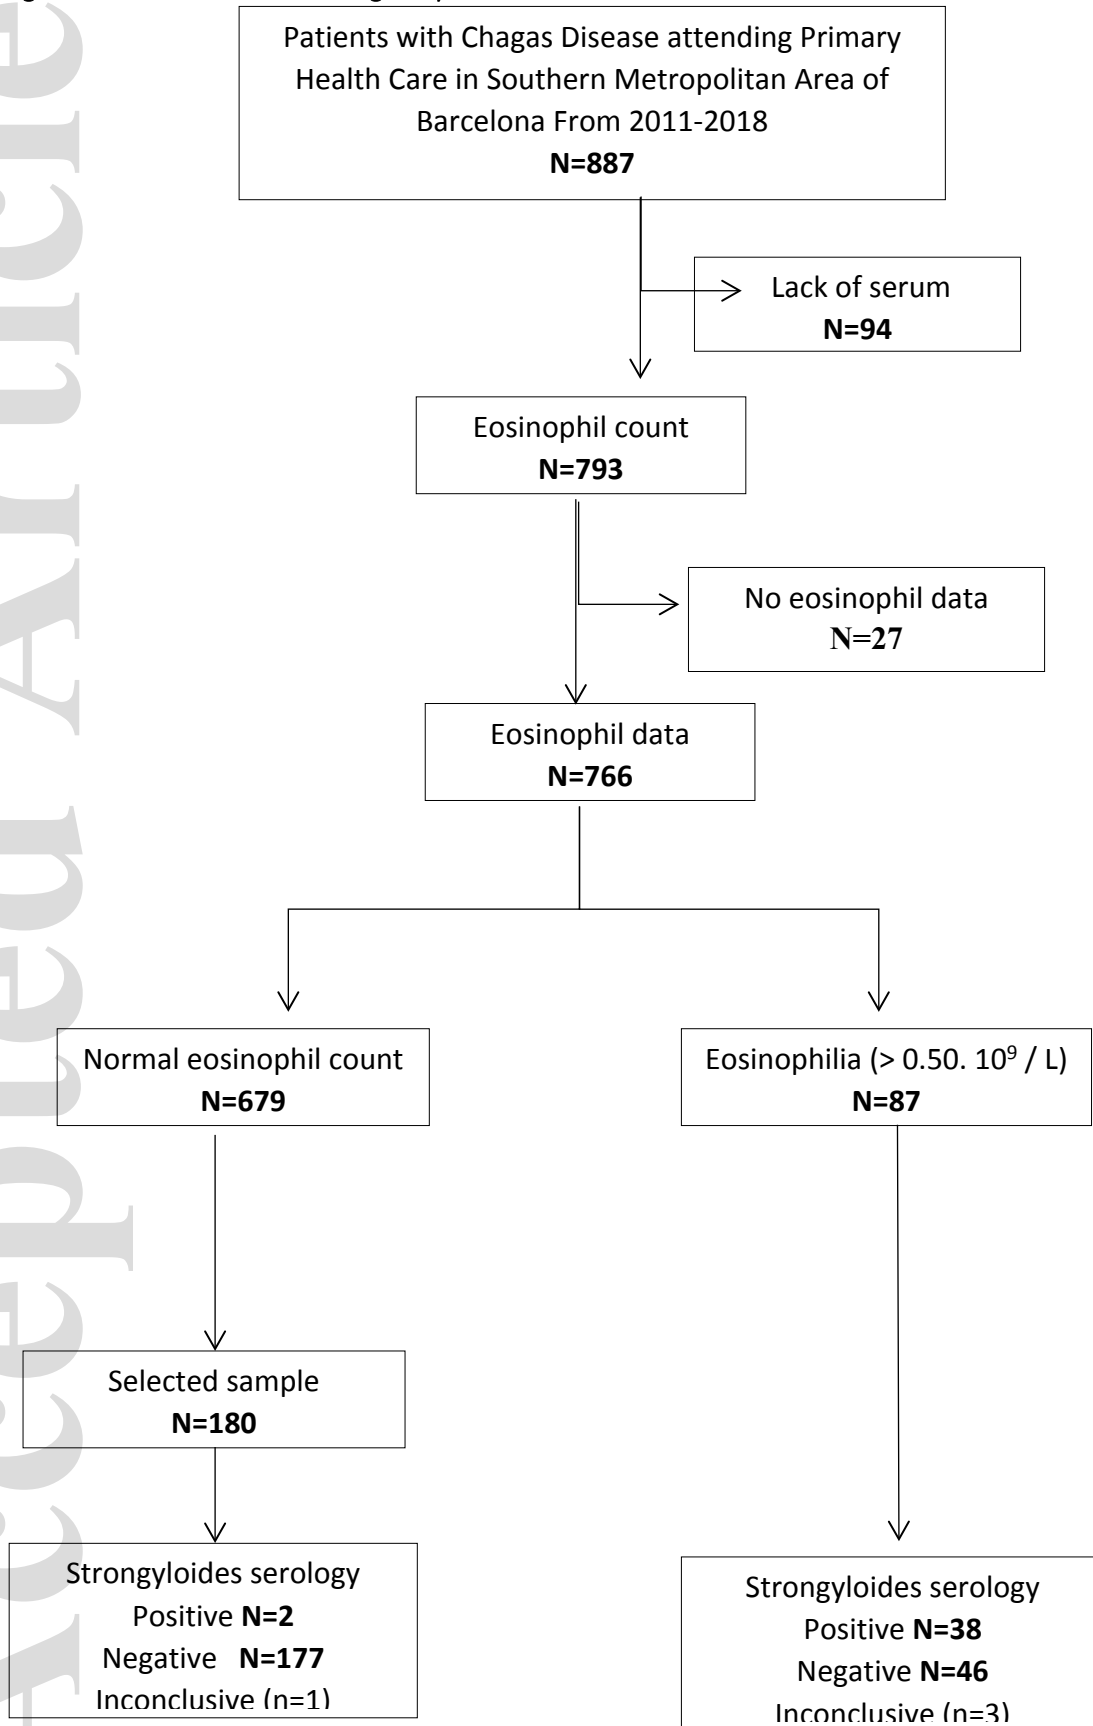 Patients with Chagas Disease attending Primary
Health Care in Southern Metropolitan Area of
Barcelona From 2011-2018
N=887
Lack of serum
N=94
Eosinophil count
N=793
No eosinophil data
N=27
Eosinophil data
N=766
Normal eosinophil count
N=679
Eosinophilia (> 0.50. 10⁹ / L)
N=87
Selected sample
N=180
Strongyloides serology
Positive N=2
Negative N=177
Inconclusive (n=1)
Strongyloides serology
Positive N=38
Negative N=46
Inconclusive (n=3)
Accepted Article